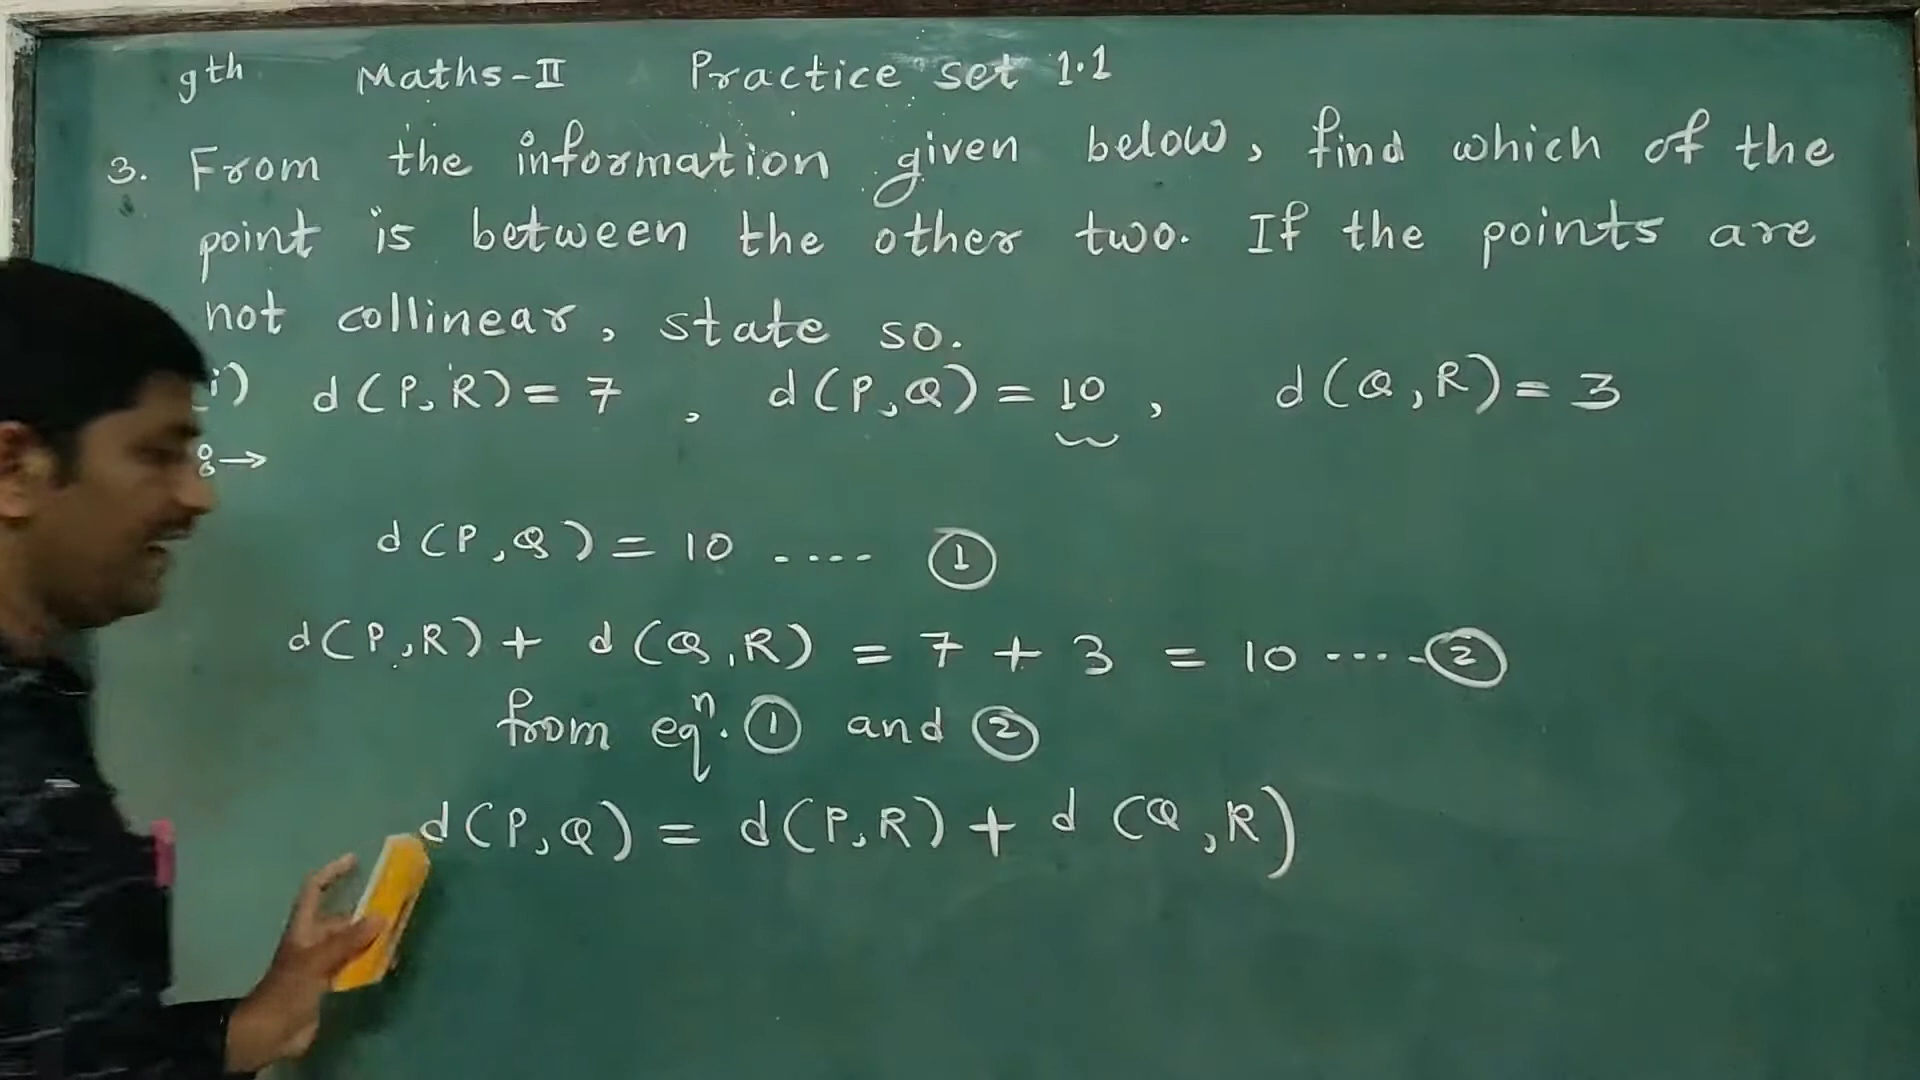 9th Maths-II Practice set 1.1
3. From the information given below, find which of the
point is between the other two. If the points are
not collinear, state so.
i) d(P,R)= 7 , d(P,Q)= 10 , d(Q,R)= 3
:→
d(P,Q)= 10 .... ①
d(P,R)+ d(Q,R) = 7 + 3 = 10 .... ②
from eqⁿ. ① and ②
d(P,Q) = d(P,R) + d(Q,R)